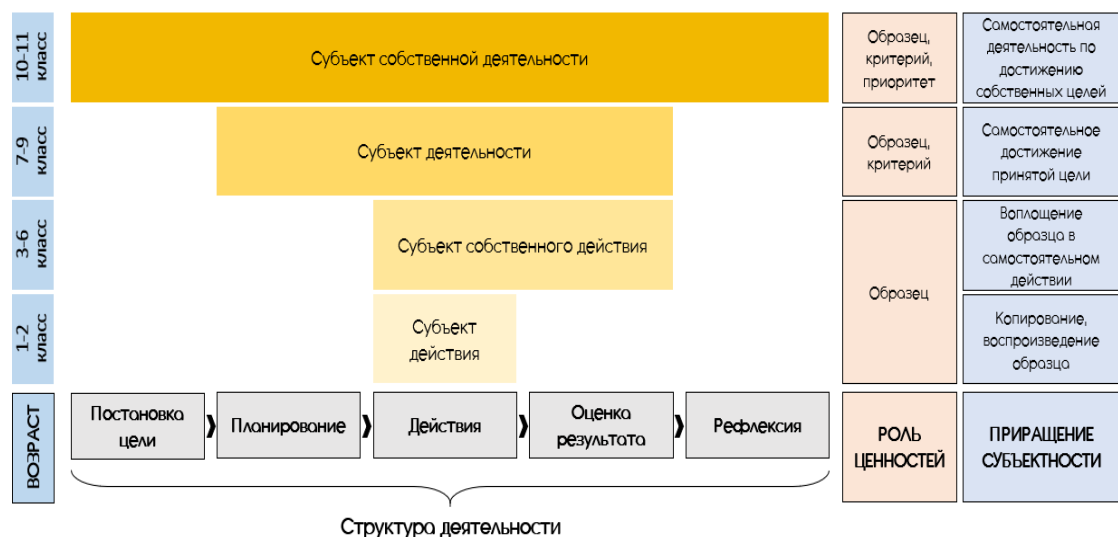 10-11
класс
Субъект собственной деятельности
Образец,
критерий,
приоритет
Самостоятельная
деятельность по
достижению
собственных целей
7-9
класс
Субъект деятельности
Образец,
критерий
Самостоятельное
достижение
принятой цели
3-6
класс
Субъект собственного действия
Образец
Воплощение
образца в
самостоятельном
действии
1-2
класс
Субъект
действия
Копирование,
воспроизведение
образца
ВОЗРАСТ
Постановка
цели
Планирование
Действия
Оценка
результата
Рефлексия
РОЛЬ
ЦЕННОСТЕЙ
ПРИРАЩЕНИЕ
СУБЪЕКТНОСТИ
Структура деятельности